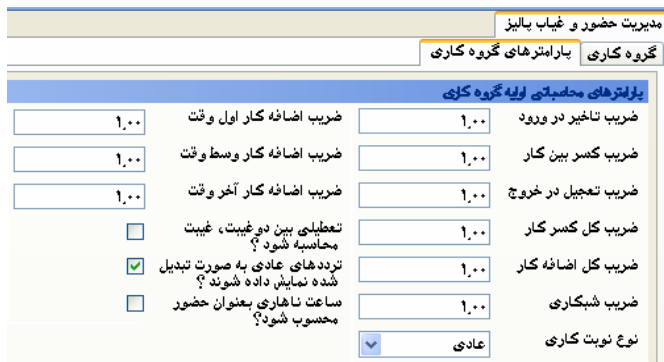 مدیریت حضور و غیاب پالیز
گروه کاری پارامترهای گروه کاری
پارامترهای محاسباتی اولیه گروه کاری
ضریب تاخیر در ورود ۱,۰۰ ضریب اضافه کار اول وقت ۱,۰۰
ضریب کسر بین کار ۱,۰۰ ضریب اضافه کار وسط وقت ۱,۰۰
ضریب تعجیل در خروج ۱,۰۰ ضریب اضافه کار آخر وقت ۱,۰۰
ضریب کل کسر کار ۱,۰۰ تعطیلی بین دو غیبت، غیبت
محاسبه شود ؟
ضریب کل اضافه کار ۱,۰۰ ترددهای عادی به صورت تبدیل
شده نمایش داده شوند ؟
ضریب شبکاری ۱,۰۰ ساعت ناهاری بعنوان حضور
محسوب شود؟
نوع نوبت کاری عادی